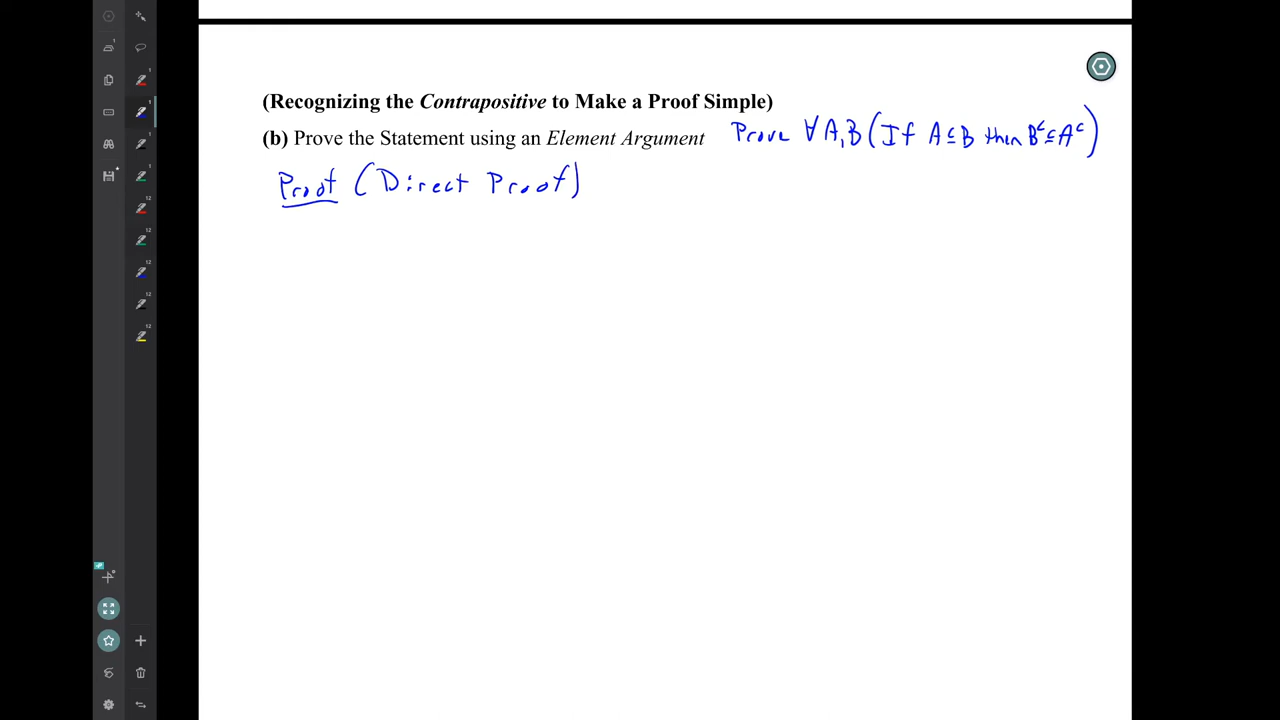 (Recognizing the Contrapositive to Make a Proof Simple)
(b) Prove the Statement using an Element Argument Prove ∀A,B (If A⊆B then Bᶜ⊆Aᶜ)
Proof (Direct Proof)